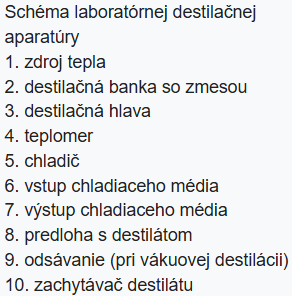 Schéma laboratórnej destilačnej
aparatúry
1. zdroj tepla
2. destilačná banka so zmesou
3. destilačná hlava
4. teplomer
5. chladič
6. vstup chladiaceho média
7. výstup chladiaceho média
8. predloha s destilátom
9. odsávanie (pri vákuovej destilácii)
10. zachytávač destilátu